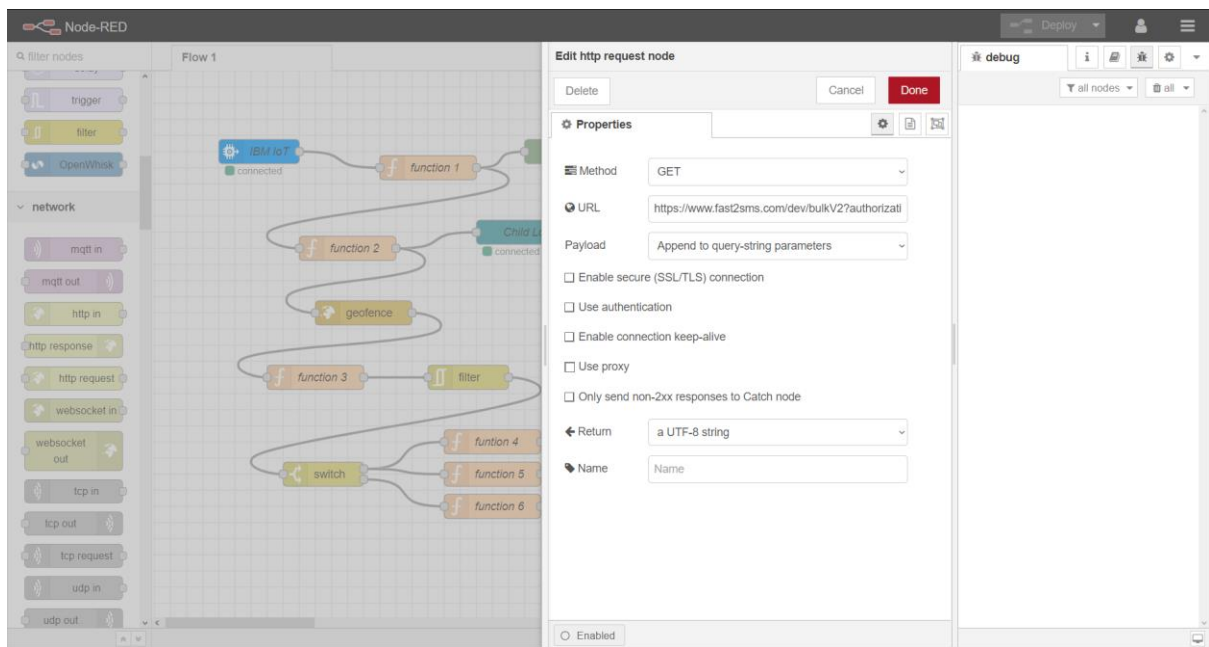 Node-RED
Deploy
filter nodes
trigger
filter
OpenWhisk
network
mqtt in
mqtt out
http in
http response
http request
websocket in
websocket
out
tcp in
tcp out
tcp request
udp in
udp out
Flow 1
IBM IoT
connected
function 1
function 2
Child
connected
geofence
function 3
filter
switch
funtion 4
function 5
function 6
Edit http request node
Delete
Cancel
Done
Properties
Method
GET
URL
https://www.fast2sms.com/dev/bulkV2?authorizati
Payload
Append to query-string parameters
Enable secure (SSL/TLS) connection
Use authentication
Enable connection keep-alive
Use proxy
Only send non-2xx responses to Catch node
Return
a UTF-8 string
Name
Name
Enabled
debug
i
all nodes
all